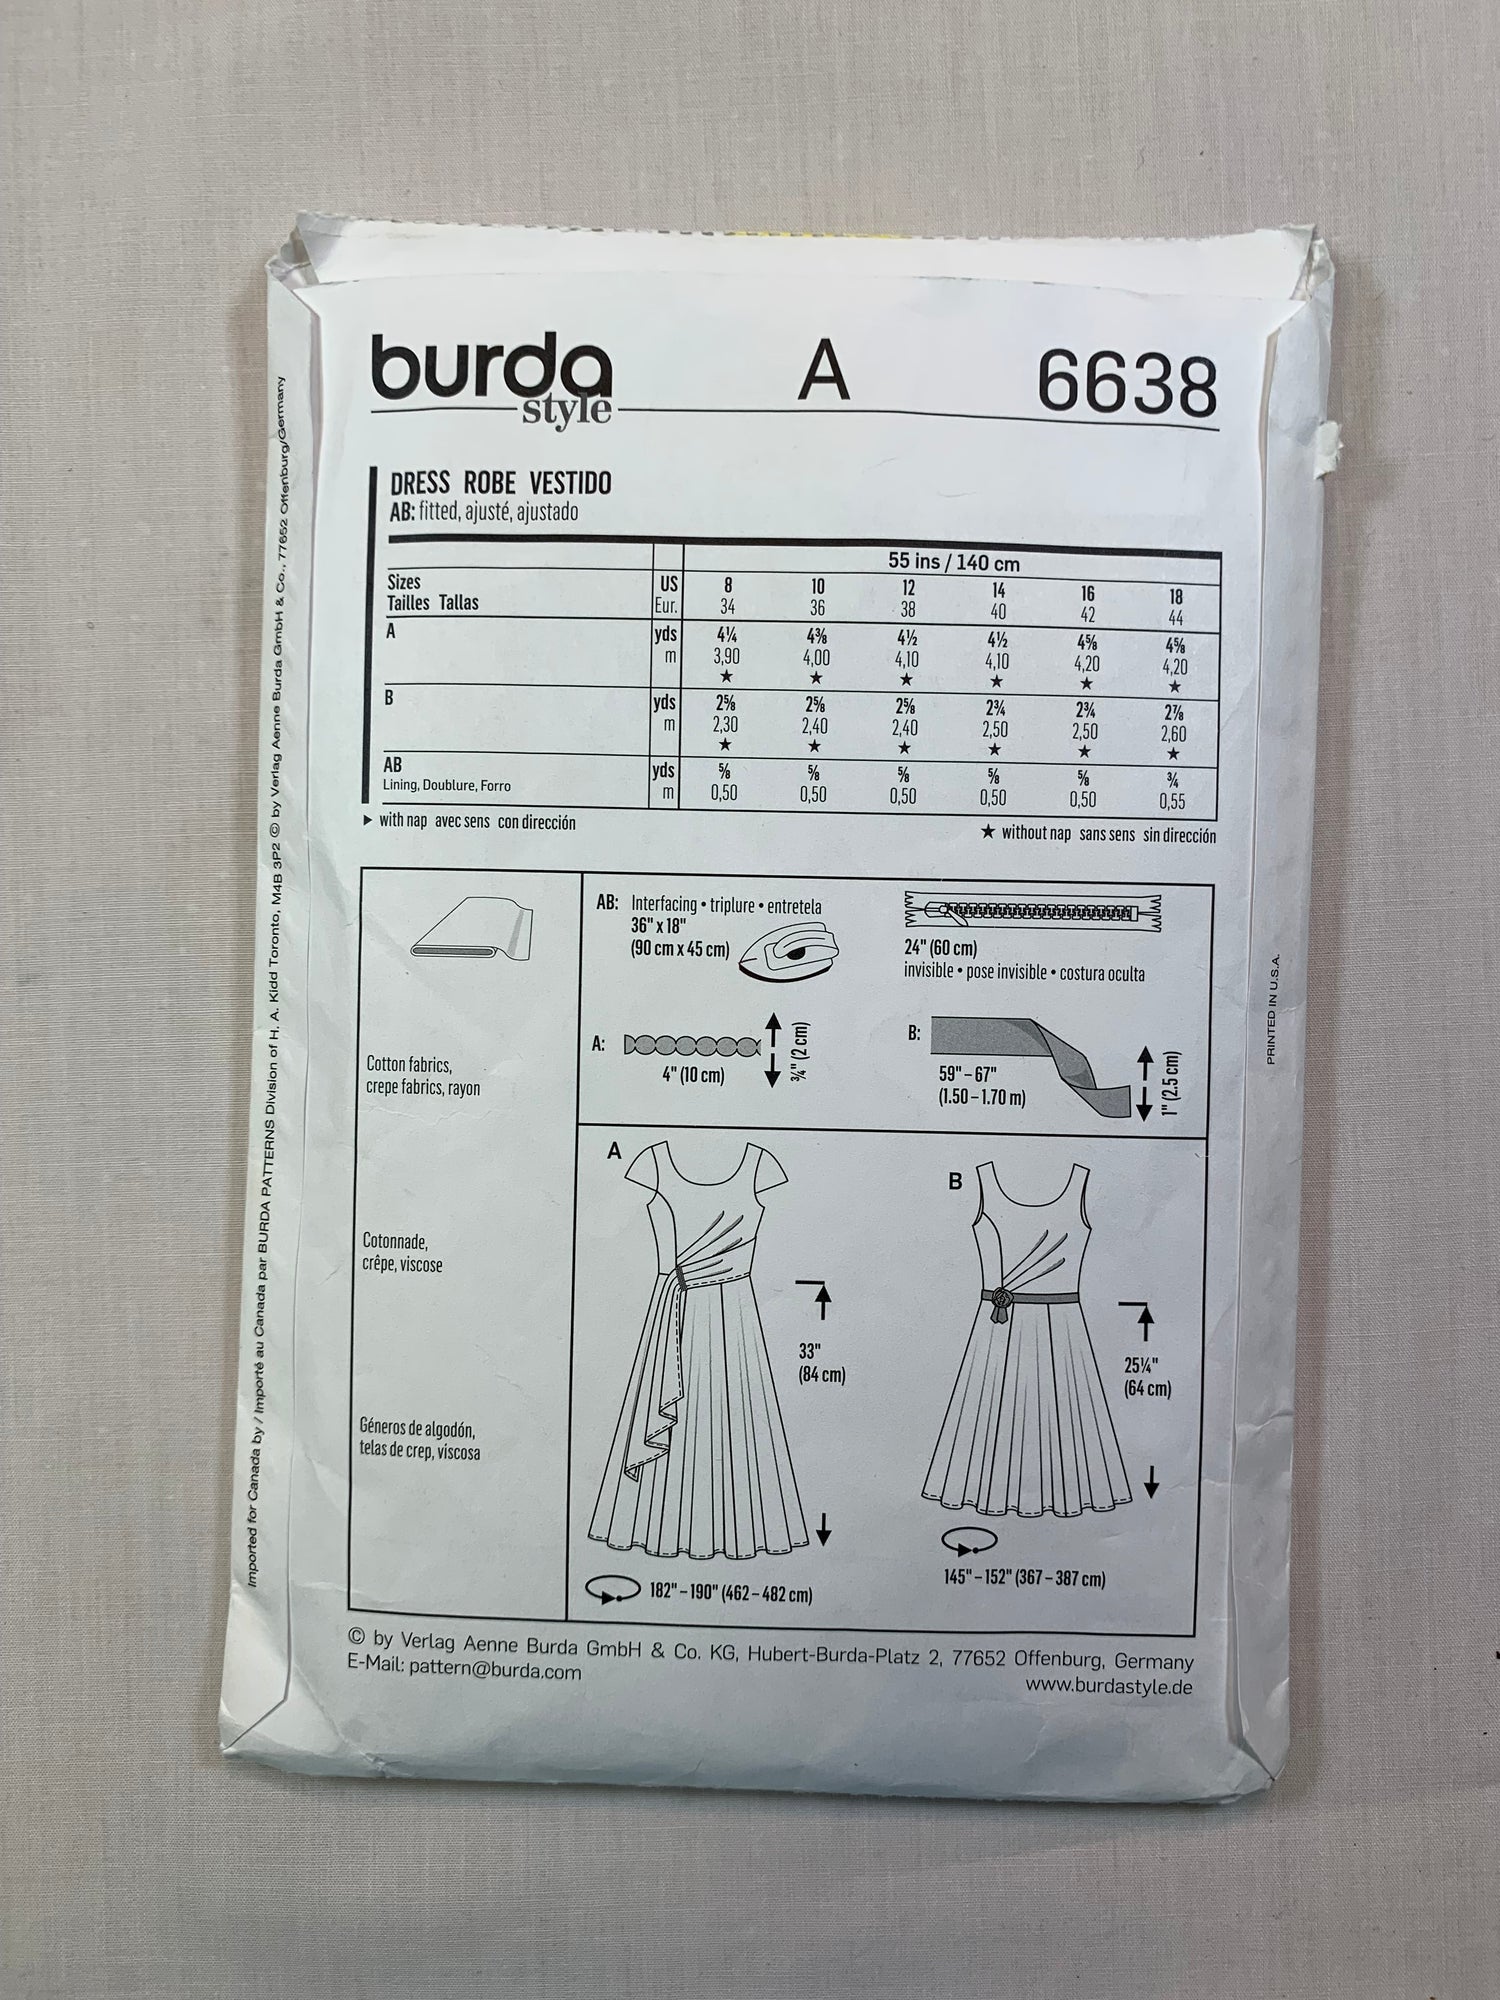 burda
style
A
6638
DRESS ROBE VESTIDO
AB: fitted, ajusté, ajustado
55 ins / 140 cm
Sizes US 8 10 12 14 16 18
Tailles Tallas Eur. 34 36 38 40 42 44
A yds 4¼ 4⅜ 4½ 4½ 4⅝ 4⅝
m 3,90 4,00 4,10 4,10 4,20 4,20
★ ★ ★ ★ ★ ★
B yds 2⅝ 2⅝ 2⅝ 2¾ 2¾ 2⅞
m 2,30 2,40 2,40 2,50 2,50 2,60
★ ★ ★ ★ ★ ★
AB yds ⅝ ⅝ ⅝ ⅝ ⅝ ¾
Lining, Doublure, Forro m 0,50 0,50 0,50 0,50 0,50 0,55
► with nap avec sens con dirección
★ without nap sans sens sin dirección
Cotton fabrics,
crepe fabrics, rayon
Cotonnade,
crêpe, viscose
Géneros de algodón,
telas de crep, viscosa
AB: Interfacing • triplure • entretela
36" x 18"
(90 cm x 45 cm)
24" (60 cm)
invisible • pose invisible • costura oculta
A:
4" (10 cm)
¾" (2 cm)
B:
59" – 67"
(1.50 – 1.70 m)
1" (2.5 cm)
A
33"
(84 cm)
182" – 190" (462 – 482 cm)
B
25¼"
(64 cm)
145" – 152" (367 – 387 cm)
© by Verlag Aenne Burda GmbH & Co. KG, Hubert-Burda-Platz 2, 77652 Offenburg, Germany
E-Mail: pattern@burda.com
www.burdastyle.de
Imported for Canada by / Importé au Canada par BURDA PATTERNS Division of H. A. Kidd Toronto, M4B 3P2 © by Verlag Aenne Burda GmbH & Co., 77652 Offenburg/Germany
PRINTED IN U.S.A.